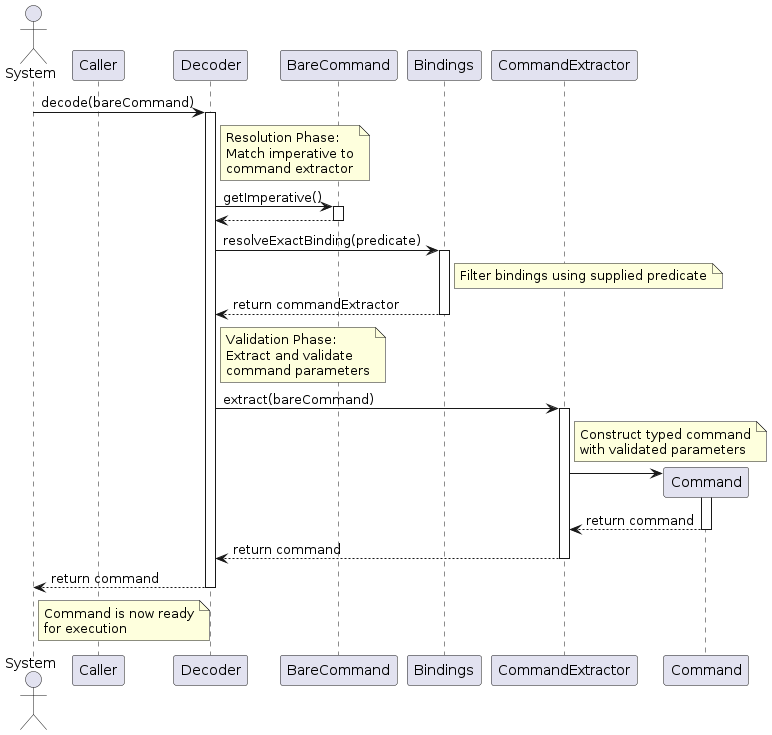 System
Caller
Decoder
BareCommand
Bindings
CommandExtractor
decode(bareCommand)
Resolution Phase:
Match imperative to
command extractor
getImperative()
resolveExactBinding(predicate)
Filter bindings using supplied predicate
return commandExtractor
Validation Phase:
Extract and validate
command parameters
extract(bareCommand)
Construct typed command
with validated parameters
Command
return command
return command
return command
Command is now ready
for execution
System
Caller
Decoder
BareCommand
Bindings
CommandExtractor
Command